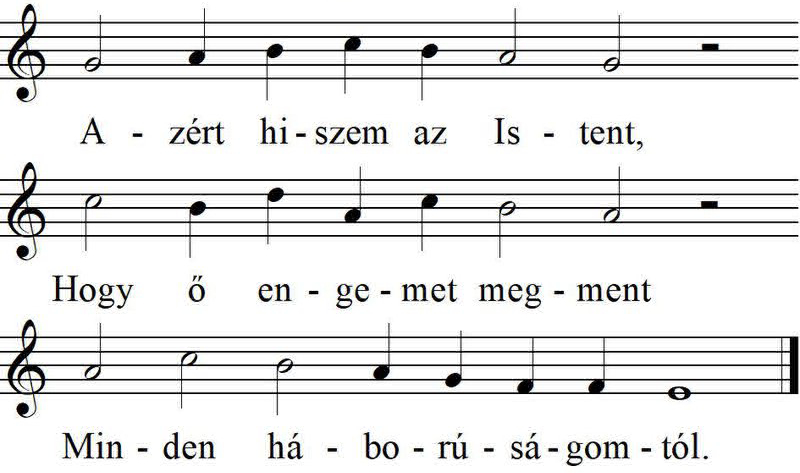 A - zért hi - szem az Is - tent,
Hogy ő en - ge - met meg - ment
Min - den há - bo - rú - sá - gom - tól.